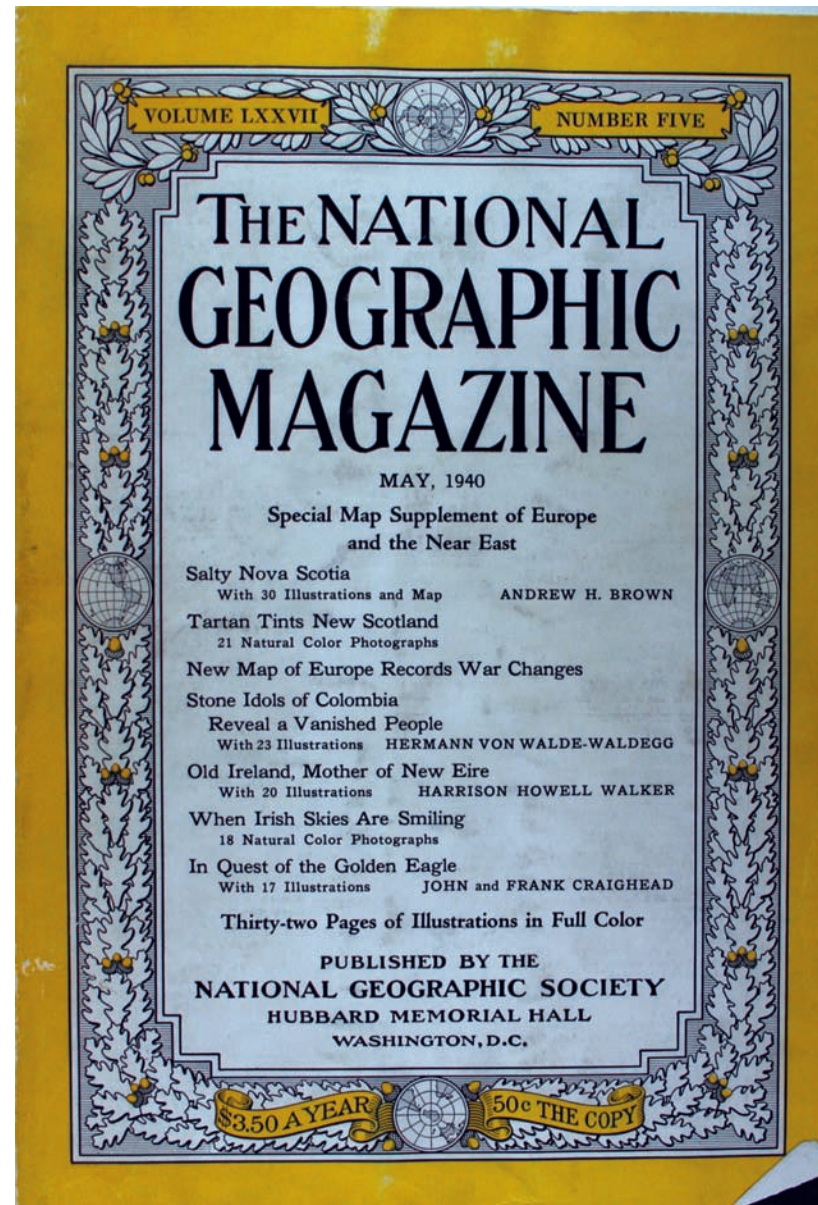 VOLUME LXXVII
NUMBER FIVE
THE NATIONAL
GEOGRAPHIC
MAGAZINE
MAY, 1940
Special Map Supplement of Europe
and the Near East
Salty Nova Scotia
With 30 Illustrations and Map ANDREW H. BROWN
Tartan Tints New Scotland
21 Natural Color Photographs
New Map of Europe Records War Changes
Stone Idols of Colombia
Reveal a Vanished People
With 23 Illustrations HERMANN VON WALDE-WALDEGG
Old Ireland, Mother of New Eire
With 20 Illustrations HARRISON HOWELL WALKER
When Irish Skies Are Smiling
18 Natural Color Photographs
In Quest of the Golden Eagle
With 17 Illustrations JOHN and FRANK CRAIGHEAD
Thirty-two Pages of Illustrations in Full Color
PUBLISHED BY THE
NATIONAL GEOGRAPHIC SOCIETY
HUBBARD MEMORIAL HALL
WASHINGTON, D.C.
$3.50 A YEAR
50c THE COPY